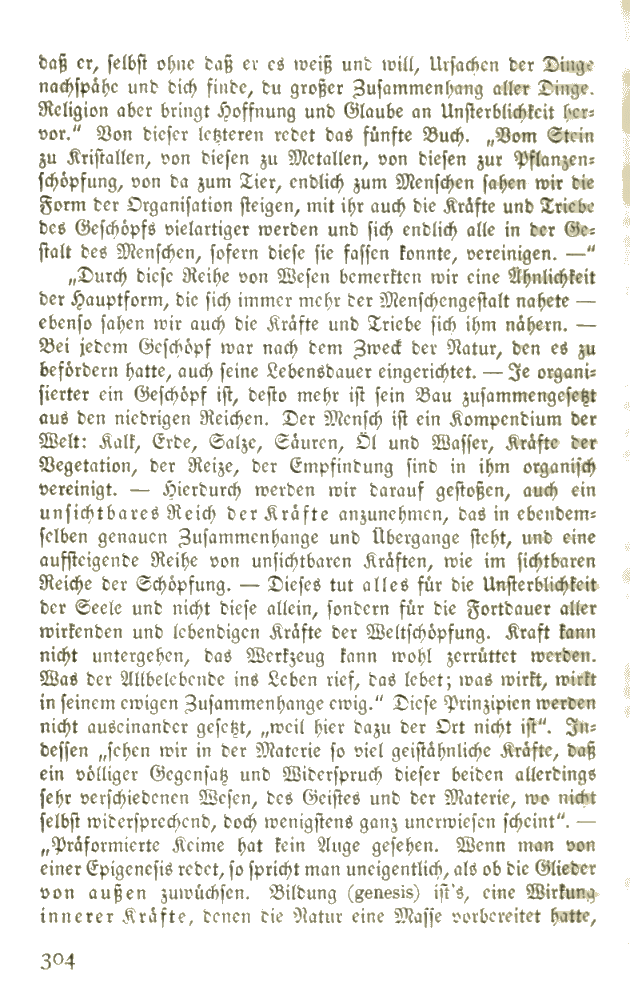 daß er, selbst ohne daß er es weiß und will, Ursachen der Dinge
nachspähe und dich finde, du großer Zusammenhang aller Dinge.
Religion aber bringt Hoffnung und Glaube an Unsterblichkeit her-
vor.“ Von dieser letzteren redet das fünfte Buch. „Vom Stein
zu Kristallen, von diesen zu Metallen, von diesen zur Pflanzen-
schöpfung, von da zum Tier, endlich zum Menschen sahen wir die
Form der Organisation steigen, mit ihr auch die Kräfte und Triebe
des Geschöpfs vielartiger werden und sich endlich alle in der Ge-
stalt des Menschen, sofern diese sie fassen konnte, vereinigen. —“
„Durch diese Reihe von Wesen bemerkten wir eine Ähnlichkeit
der Hauptform, die sich immer mehr der Menschengestalt nahete —
ebenso sahen wir auch die Kräfte und Triebe sich ihm nähern. —
Bei jedem Geschöpf war nach dem Zweck der Natur, den es zu
befördern hatte, auch seine Lebensdauer eingerichtet. — Je organi-
sierter ein Geschöpf ist, desto mehr ist sein Bau zusammengesetzt
aus den niedrigen Reichen. Der Mensch ist ein Kompendium der
Welt: Kalk, Erde, Salze, Säuren, Öl und Wasser, Kräfte der
Vegetation, der Reize, der Empfindung sind in ihm organisch
vereinigt. — Hierdurch werden wir darauf gestoßen, auch ein
unsichtbares Reich der Kräfte anzunehmen, das in ebendem-
selben genauen Zusammenhange und Übergange steht, und eine
aufsteigende Reihe von unsichtbaren Kräften, wie im sichtbaren
Reiche der Schöpfung. — Dieses tut alles für die Unsterblichkeit
der Seele und nicht diese allein, sondern für die Fortdauer aller
wirkenden und lebendigen Kräfte der Weltschöpfung. Kraft kann
nicht untergehen, das Werkzeug kann wohl zerrüttet werden.
Was der Allbelebende ins Leben rief, das lebet; was wirkt, wirkt
in seinem ewigen Zusammenhange ewig.“ Diese Prinzipien werden
nicht auseinander gesetzt, „weil hier dazu der Ort nicht ist“. In-
dessen „sehen wir in der Materie so viel geistähnliche Kräfte, daß
ein völliger Gegensatz und Widerspruch dieser beiden allerdings
sehr verschiedenen Wesen, des Geistes und der Materie, wo nicht
selbst widersprechend, doch wenigstens ganz unerwiesen scheint“. —
„Präformierte Keime hat kein Auge gesehen. Wenn man von
einer Epigenesis redet, so spricht man uneigentlich, als ob die Glieder
von außen zuwüchsen. Bildung (genesis) ist's, eine Wirkung
innerer Kräfte, denen die Natur eine Masse vorbereitet hatte,
304